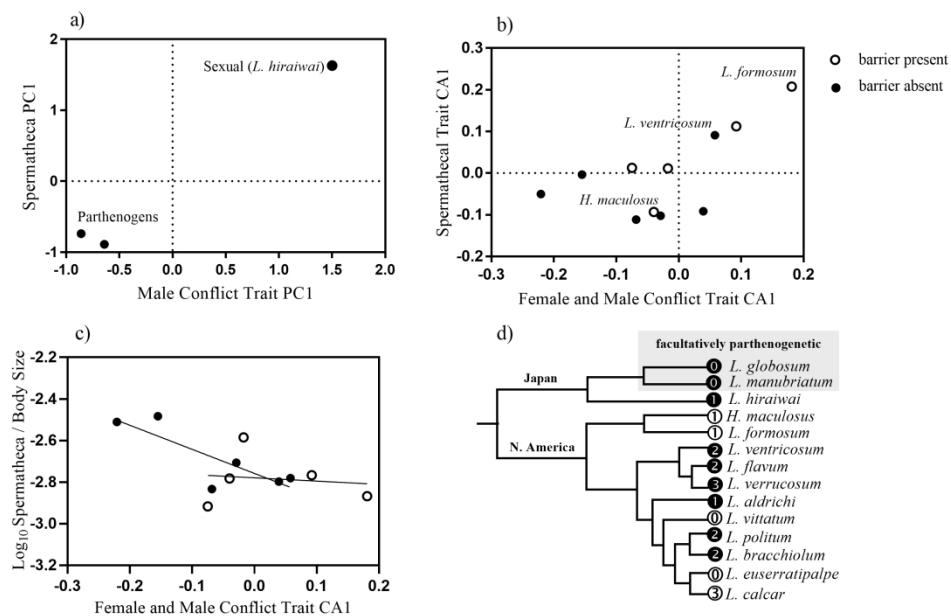 a)
2
1
0
-1
-1.0
-0.5
0.0
0.5
1.0
1.5
2.0
Spermatheca PC1
Male Conflict Trait PC1
Sexual (L. hiraiwai)
Parthenogens
b)
0.3
0.2
0.1
0.0
-0.1
-0.2
-0.3
-0.2
-0.1
0.0
0.1
0.2
Spermathecal Trait CA1
Female and Male Conflict Trait CA1
L. formosum
L. ventricosum
H. maculosus
barrier present
barrier absent
c)
-2.2
-2.4
-2.6
-2.8
-3.0
-3.2
-0.3
-0.2
-0.1
0.0
0.1
0.2
Log10 Spermatheca / Body Size
Female and Male Conflict Trait CA1
d)
facultatively parthenogenetic
Japan
N. America
0 L. globosum
0 L. manubriatum
1 L. hiraiwai
1 H. maculosus
1 L. formosum
2 L. ventricosum
2 L. flavum
3 L. verrucosum
1 L. aldrichi
0 L. vittatum
2 L. politum
2 L. bracchiolum
0 L. euserratipalpe
3 L. calcar